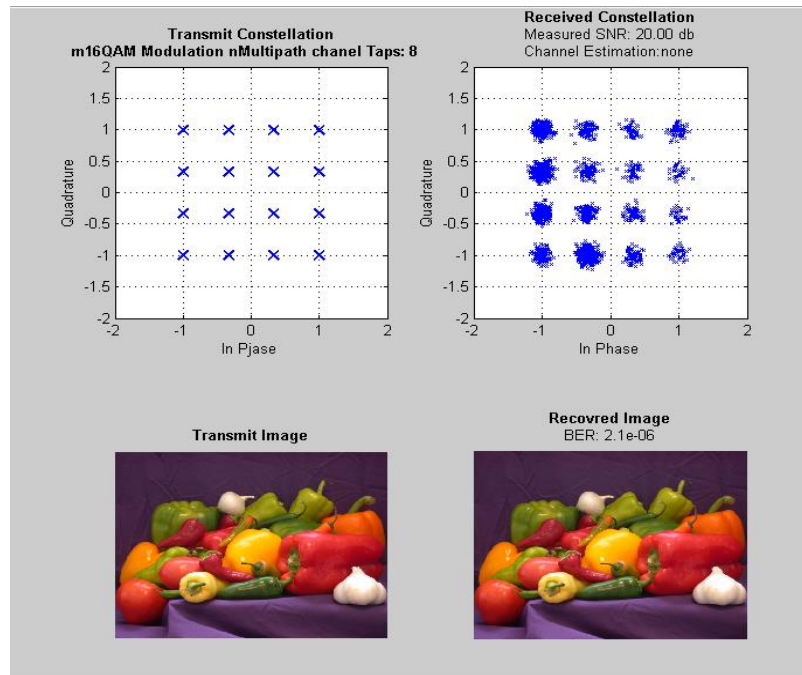 Transmit Constellation
m16QAM Modulation nMultipath chanel Taps: 8
2
1.5
1
0.5
0
-0.5
-1
-1.5
-2
Quadrature
-2
-1
0
1
2
In Pjase
Received Constellation
Measured SNR: 20.00 db
Channel Estimation:none
2
1.5
1
0.5
0
-0.5
-1
-1.5
-2
Quadrature
-2
-1
0
1
2
In Phase
Transmit Image
Recovred Image
BER: 2.1e-06